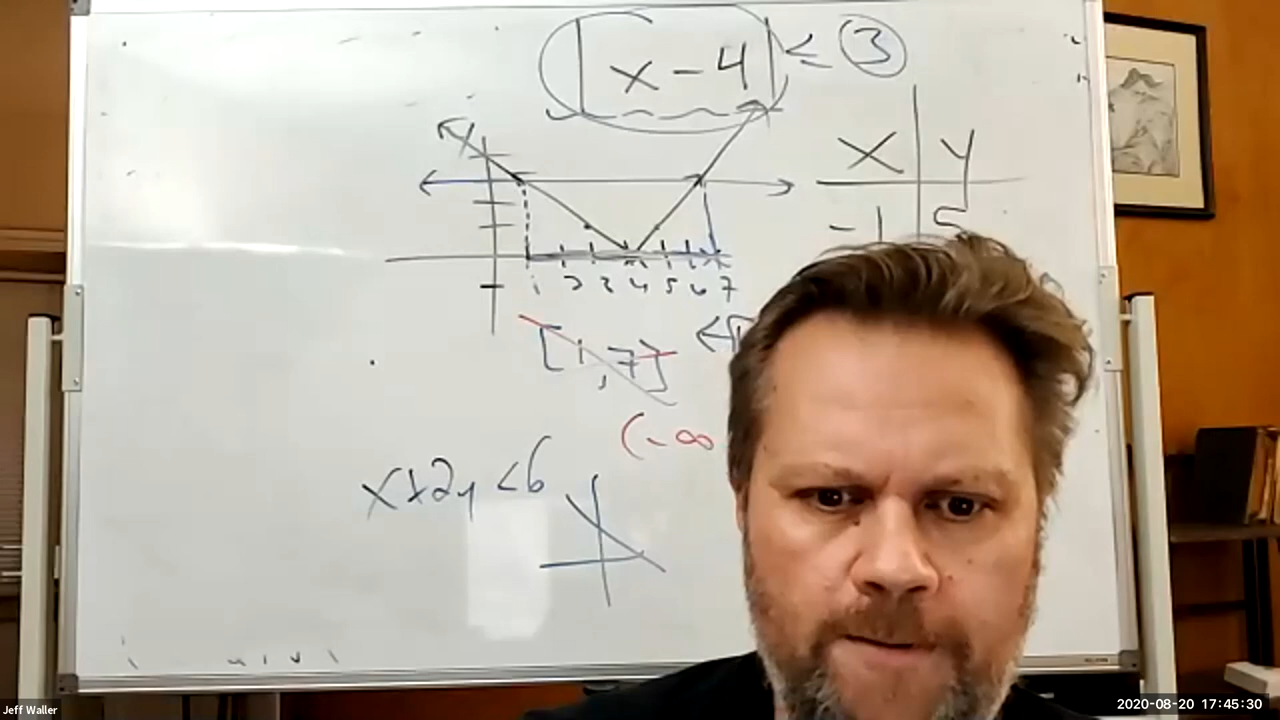 |x-4| ≤ 3
x y
-1 5
1 2 3 4 5 6 7
[1,7]
(-∞
x+2y <6
Jeff Waller
2020-08-20 17:45:30